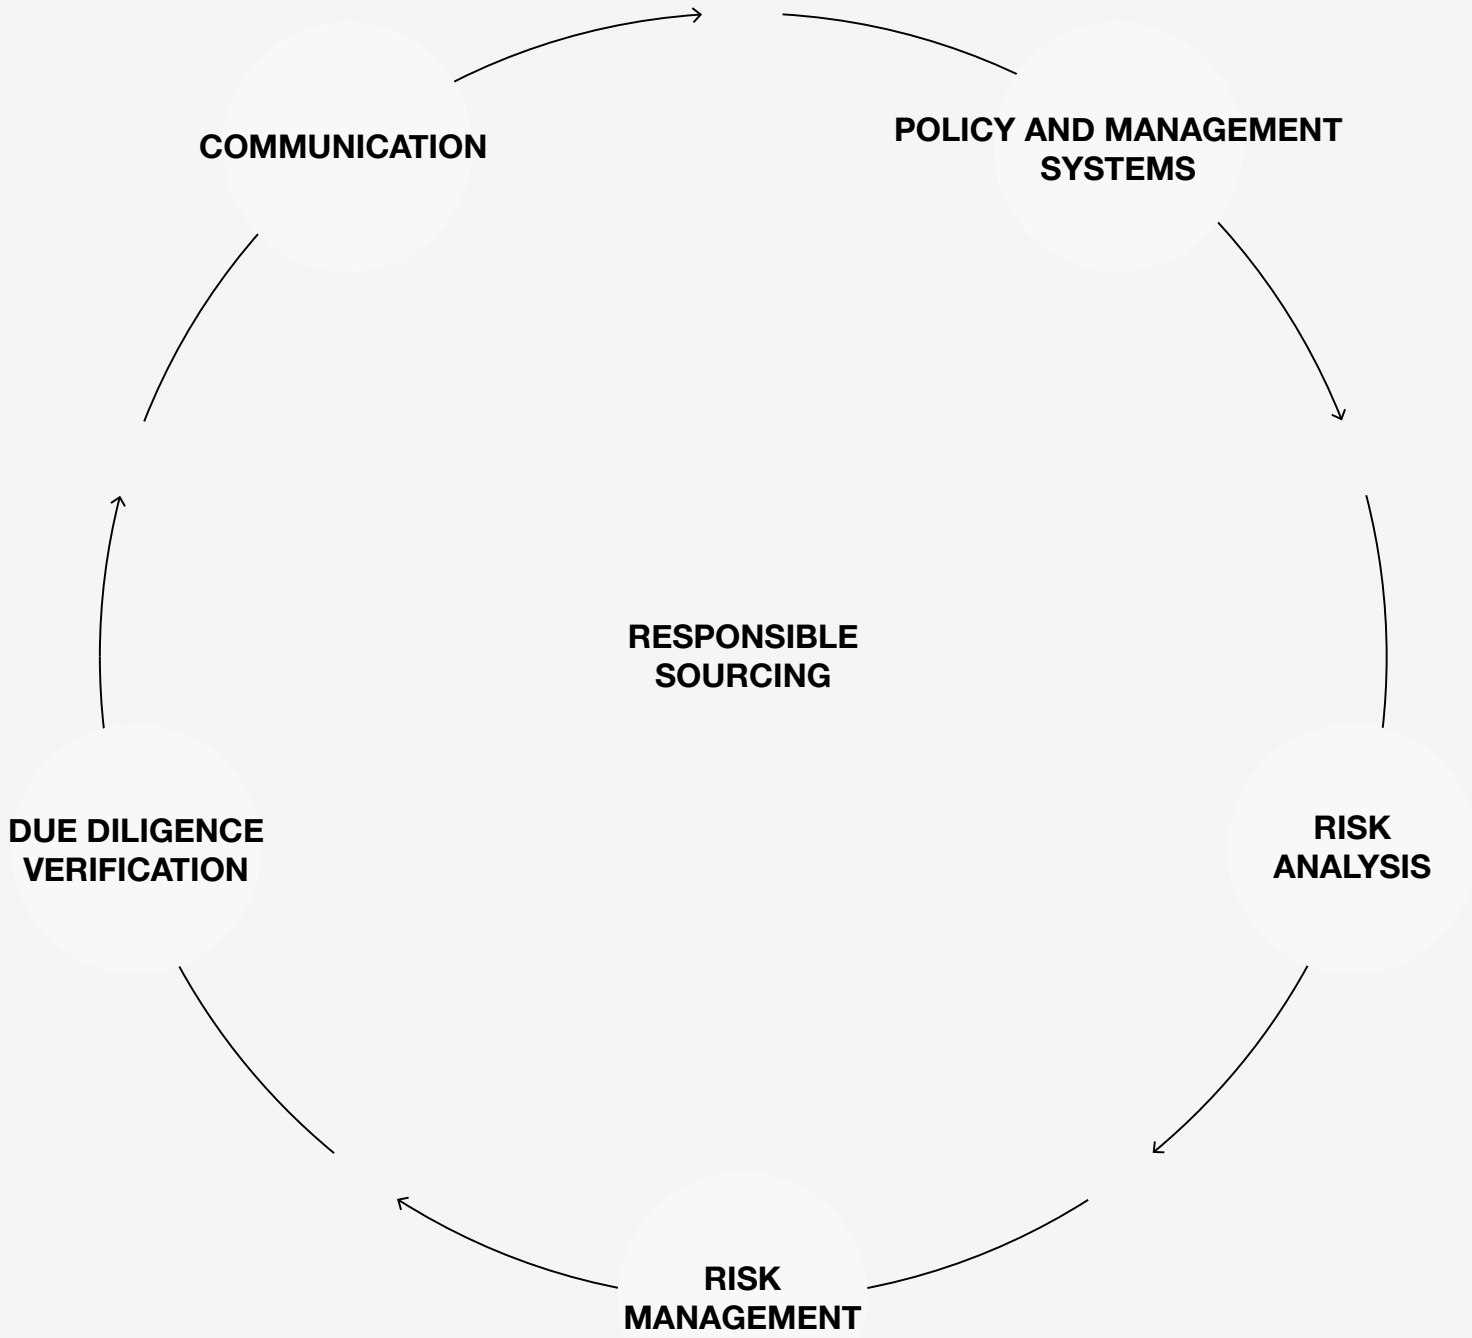 COMMUNICATION
POLICY AND MANAGEMENT
SYSTEMS
RESPONSIBLE
SOURCING
DUE DILIGENCE
VERIFICATION
RISK
ANALYSIS
RISK
MANAGEMENT